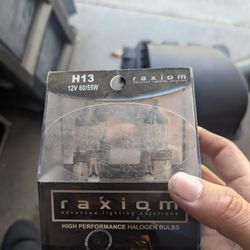 H13
12V 60/55W
raxiom
advanced lighting solutions
raxiom
advanced lighting solutions
HIGH PERFORMANCE HALOGEN BULBS